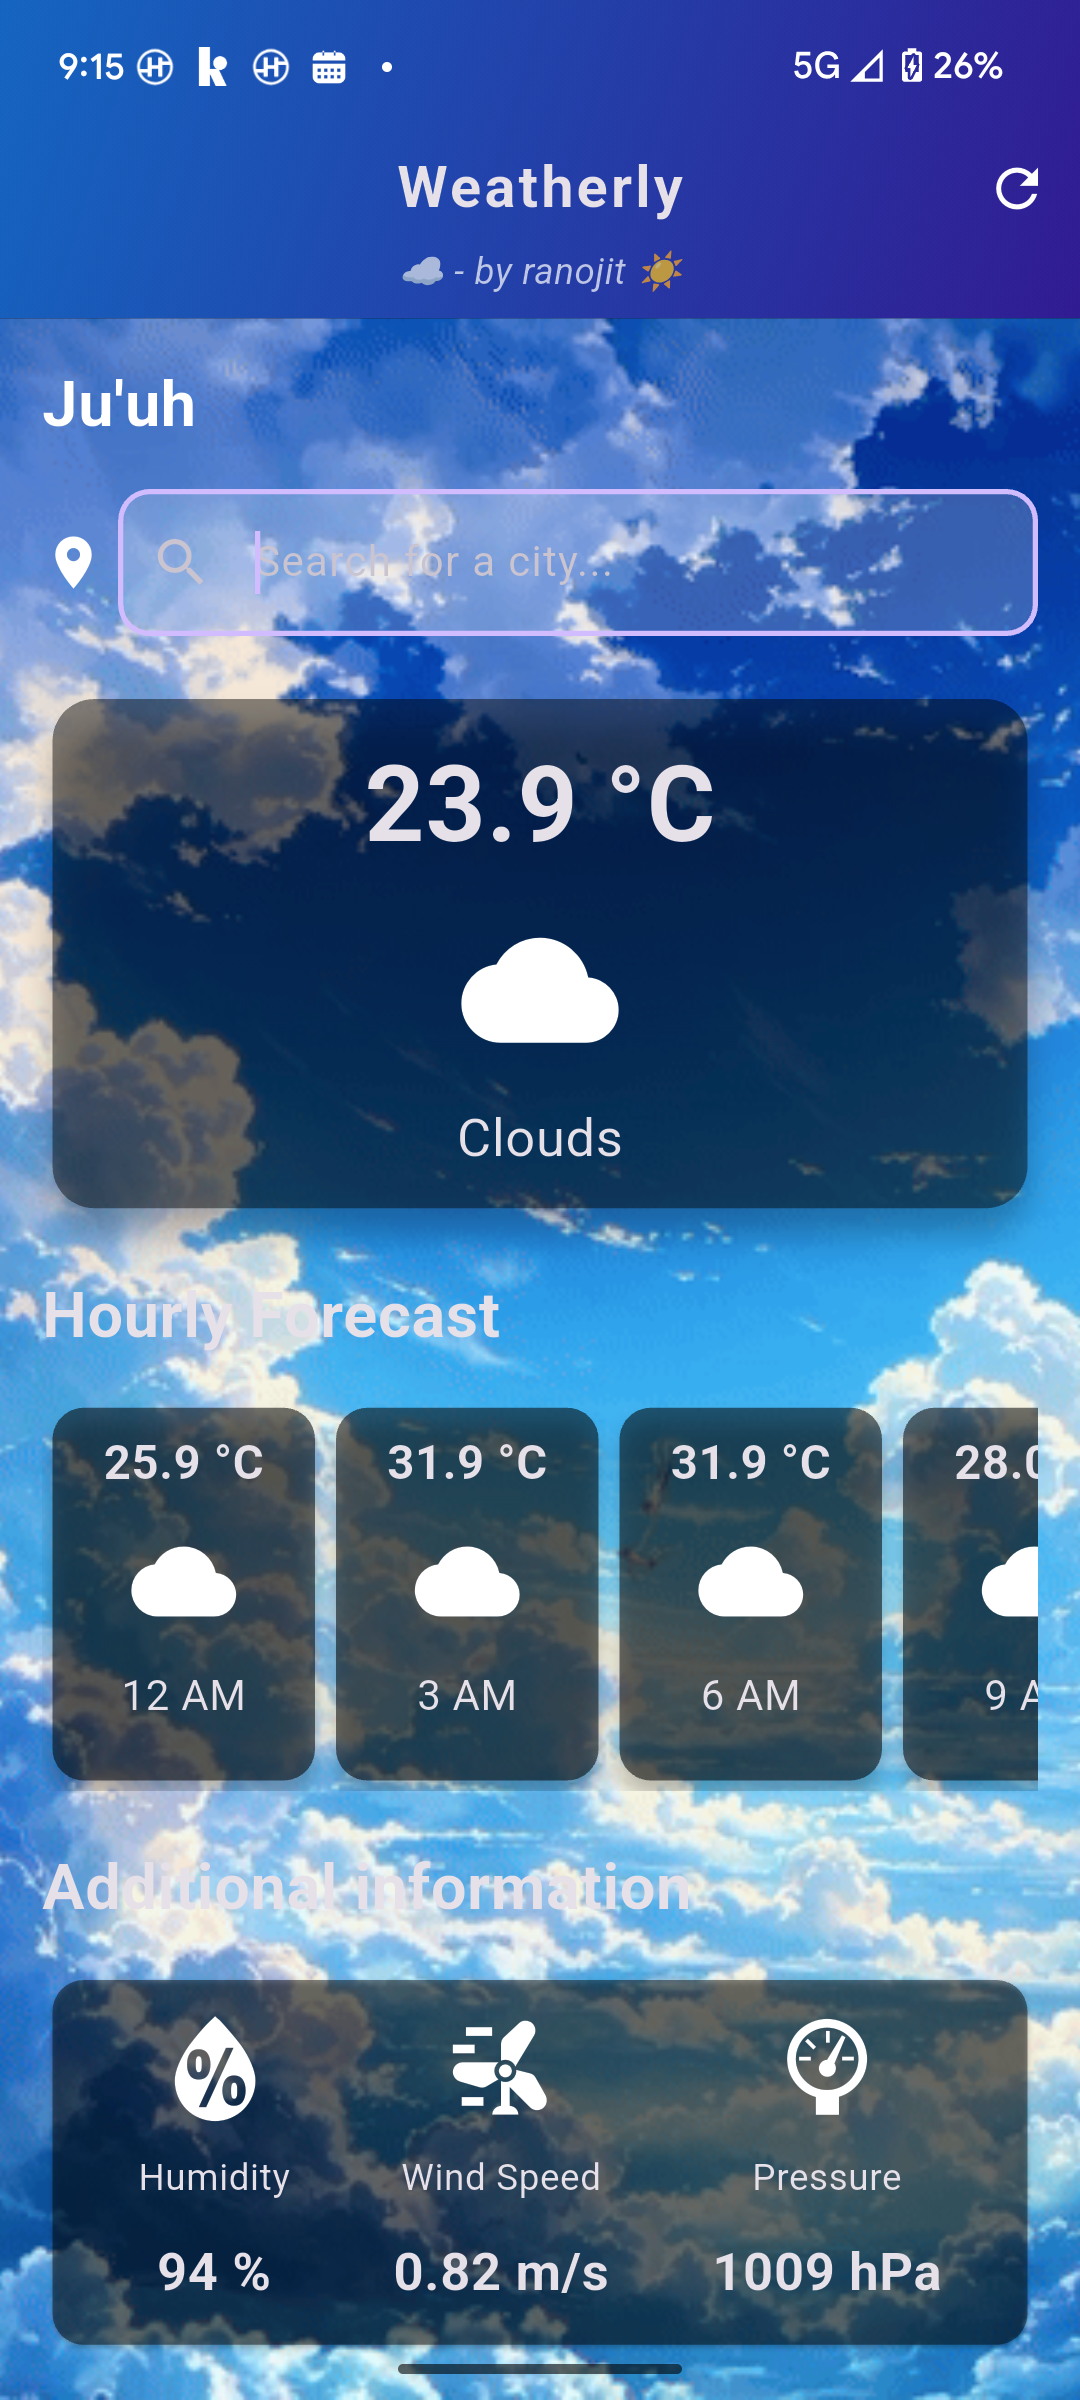 9:15
5G 26%
Weatherly
☁️ - by ranojit ☀️
Ju'uh
Search for a city...
23.9 °C
Clouds
Hourly Forecast
25.9 °C 31.9 °C 31.9 °C 28.0
12 AM 3 AM 6 AM 9 A
Additional information
%
Humidity Wind Speed Pressure
94 % 0.82 m/s 1009 hPa